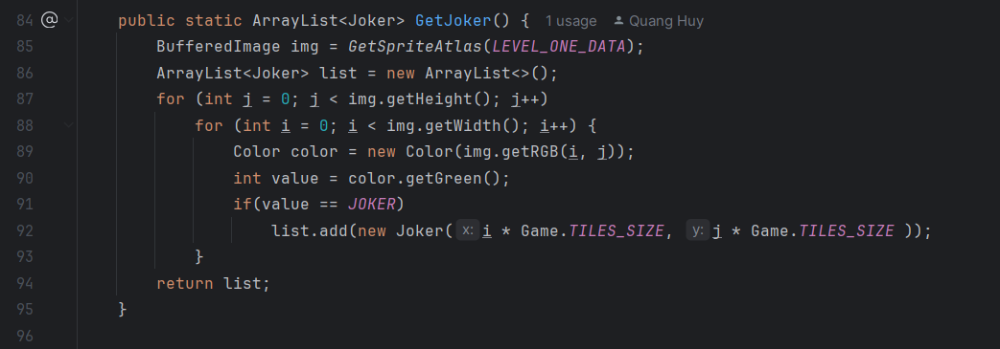 84 @ public static ArrayList<Joker> GetJoker() { 1 usage Quang Huy
85 BufferedImage img = GetSpriteAtlas(LEVEL_ONE_DATA);
86 ArrayList<Joker> list = new ArrayList<>();
87 for (int j = 0; j < img.getHeight(); j++)
88 for (int i = 0; i < img.getWidth(); i++) {
89 Color color = new Color(img.getRGB(i, j));
90 int value = color.getGreen();
91 if(value == JOKER)
92 list.add(new Joker( x: i * Game.TILES_SIZE, y: j * Game.TILES_SIZE ));
93 }
94 return list;
95 }
96